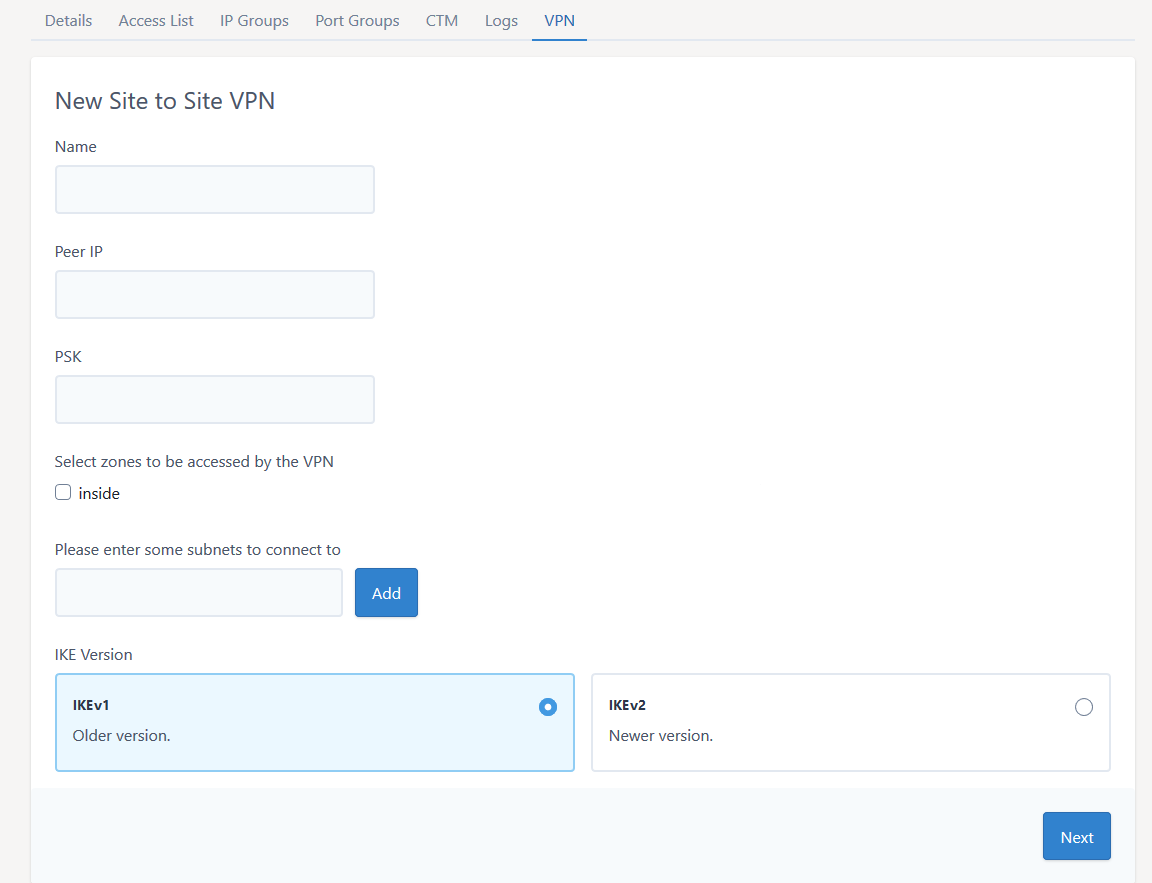 Details Access List IP Groups Port Groups CTM Logs VPN
New Site to Site VPN
Name
Peer IP
PSK
Select zones to be accessed by the VPN
inside
Please enter some subnets to connect to
Add
IKE Version
IKEv1
Older version.
IKEv2
Newer version.
Next